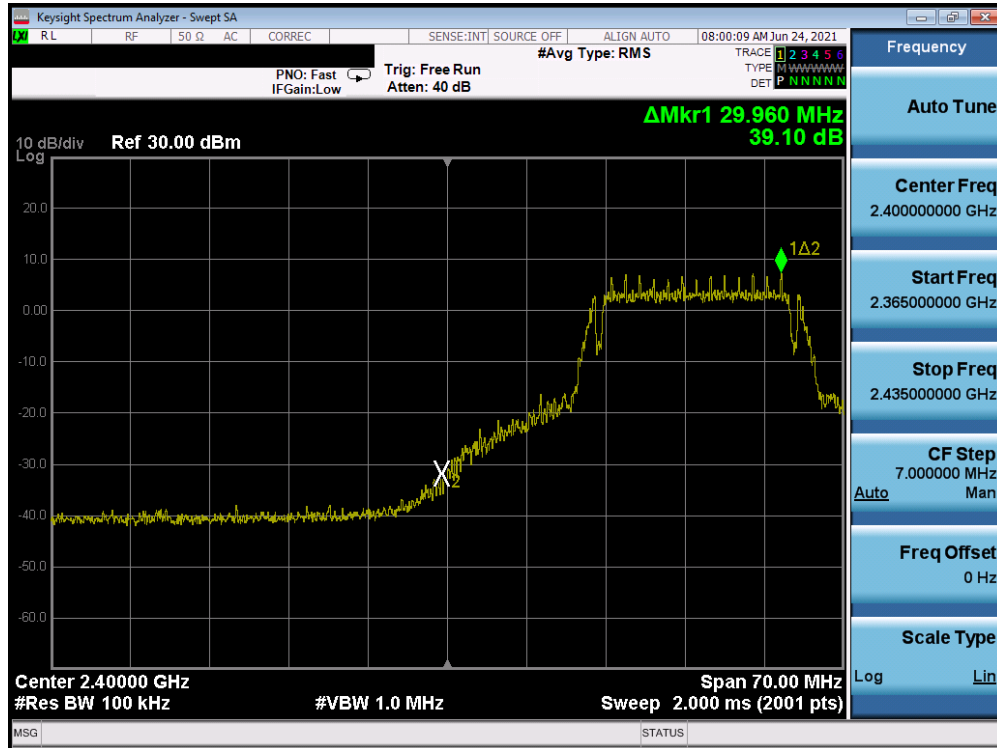 Keysight Spectrum Analyzer - Swept SA
LXI RL RF 50 Ω AC CORREC SENSE:INT SOURCE OFF ALIGN AUTO 08:00:09 AM Jun 24, 2021
#Avg Type: RMS
TRACE 1 2 3 4 5 6
TYPE M W W W W W
DET P N N N N N
PNO: Fast
IFGain:Low
Trig: Free Run
Atten: 40 dB
ΔMkr1 29.960 MHz
39.10 dB
10 dB/div
Log
Ref 30.00 dBm
20.0
10.0
0.00
-10.0
-20.0
-30.0
-40.0
-50.0
-60.0
1Δ2
2
Center 2.40000 GHz
Span 70.00 MHz
#Res BW 100 kHz
#VBW 1.0 MHz
Sweep 2.000 ms (2001 pts)
MSG
STATUS
Frequency
Auto Tune
Center Freq
2.400000000 GHz
Start Freq
2.365000000 GHz
Stop Freq
2.435000000 GHz
CF Step
7.000000 MHz
Auto Man
Freq Offset
0 Hz
Scale Type
Log Lin